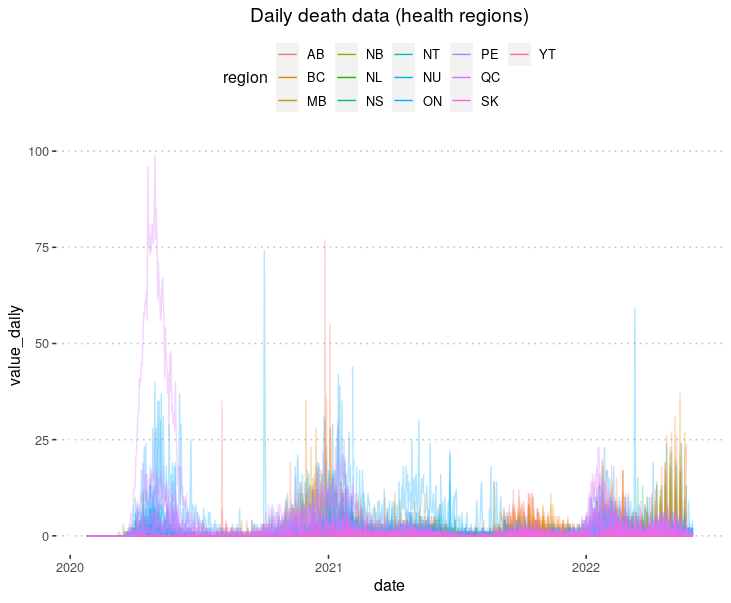 Daily death data (health regions)
region
AB NB NT PE YT
BC NL NU QC
MB NS ON SK
100
75
50
25
0
value_daily
2020 2021 2022
date